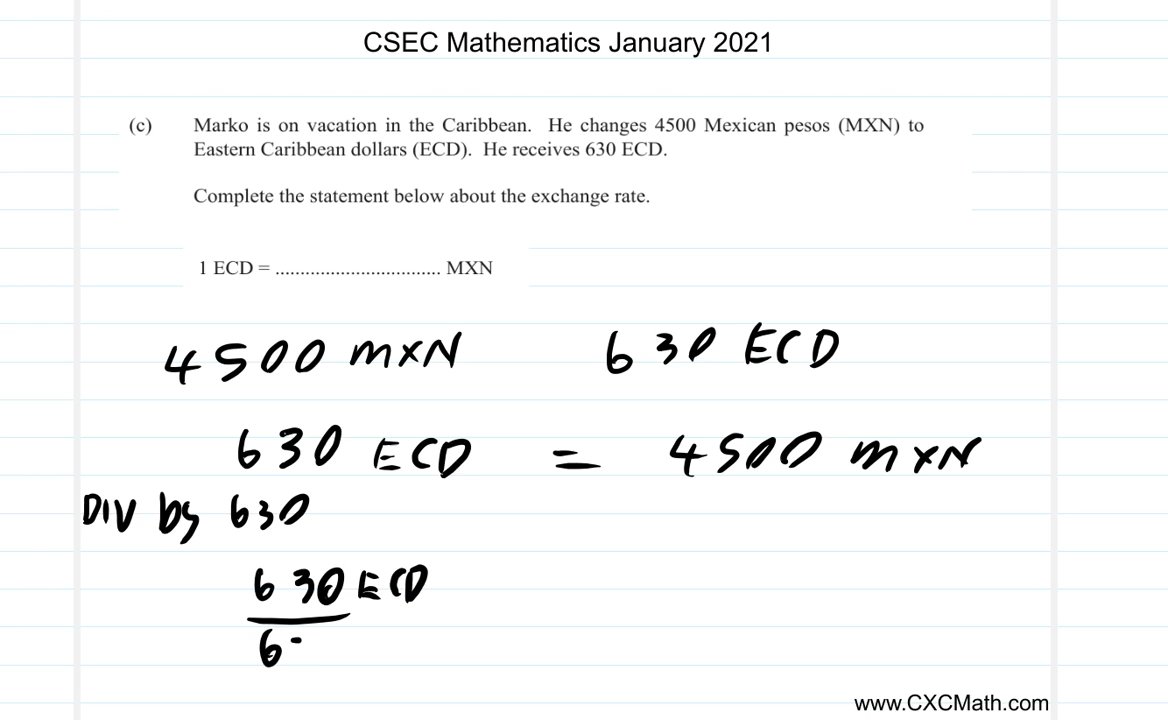 CSEC Mathematics January 2021
(c) Marko is on vacation in the Caribbean. He changes 4500 Mexican pesos (MXN) to
Eastern Caribbean dollars (ECD). He receives 630 ECD.
Complete the statement below about the exchange rate.
1 ECD = ................................. MXN
4500 MXN 630 ECD
630 ECD = 4500 MXN
DIV by 630
630 ECD
6-
www.CXCMath.com